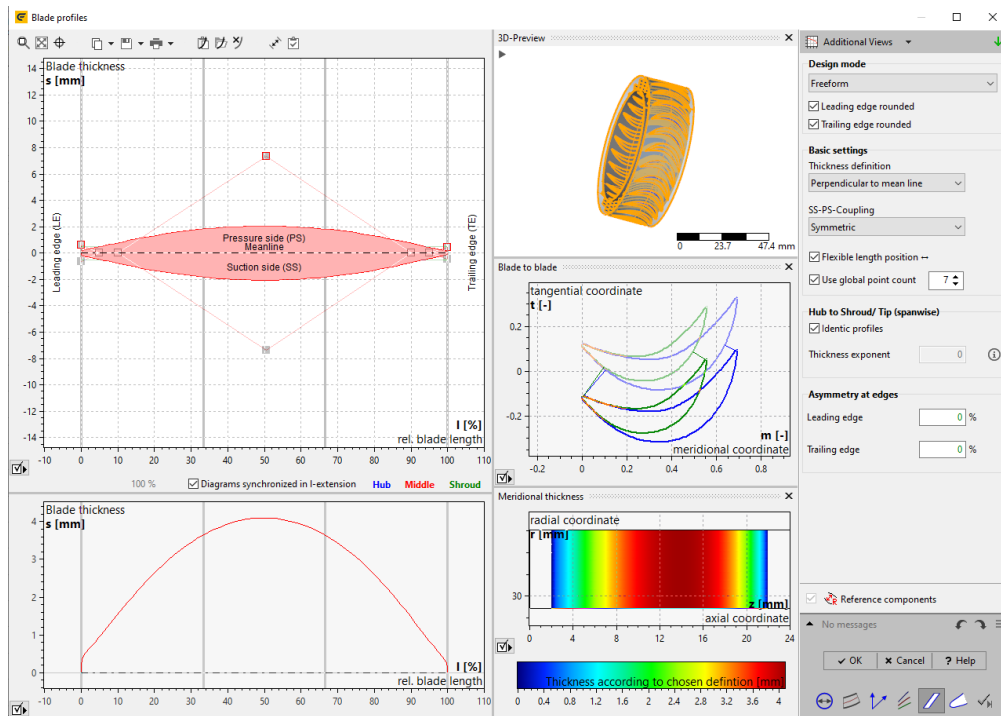 Blade profiles
Blade thickness
s [mm]
14
12
10
8
6
4
2
0
-2
-4
-6
-8
-10
-12
-14
Leading edge (LE)
Pressure side (PS)
Meanline
Suction side (SS)
Trailing edge (TE)
l [%]
rel. blade length
-10 0 10 20 30 40 50 60 70 80 90 100 110
100 % Diagrams synchronized in l-extension Hub Middle Shroud
Blade thickness
s [mm]
4
3
2
1
0
l [%]
rel. blade length
-10 0 10 20 30 40 50 60 70 80 90 100 110
3D-Preview
0 23.7 47.4 mm
Blade to blade
tangential coordinate
t [-]
0.2
0
-0.2
m [-]
meridional coordinate
-0.2 0 0.2 0.4 0.6 0.8
Meridional thickness
radial coordinate
r [mm]
30
z [mm]
axial coordinate
0 4 8 12 16 20 24
Thickness according to chosen definition [mm]
0 0.4 0.8 1.2 1.6 2 2.4 2.8 3.2 3.6 4
Additional Views
Design mode
Freeform
Leading edge rounded
Trailing edge rounded
Basic settings
Thickness definition
Perpendicular to mean line
SS-PS-Coupling
Symmetric
Flexible length position ↔
Use global point count 7
Hub to Shroud/ Tip (spanwise)
Identic profiles
Thickness exponent 0
Asymmetry at edges
Leading edge 0 %
Trailing edge 0 %
Reference components
No messages
OK Cancel ? Help